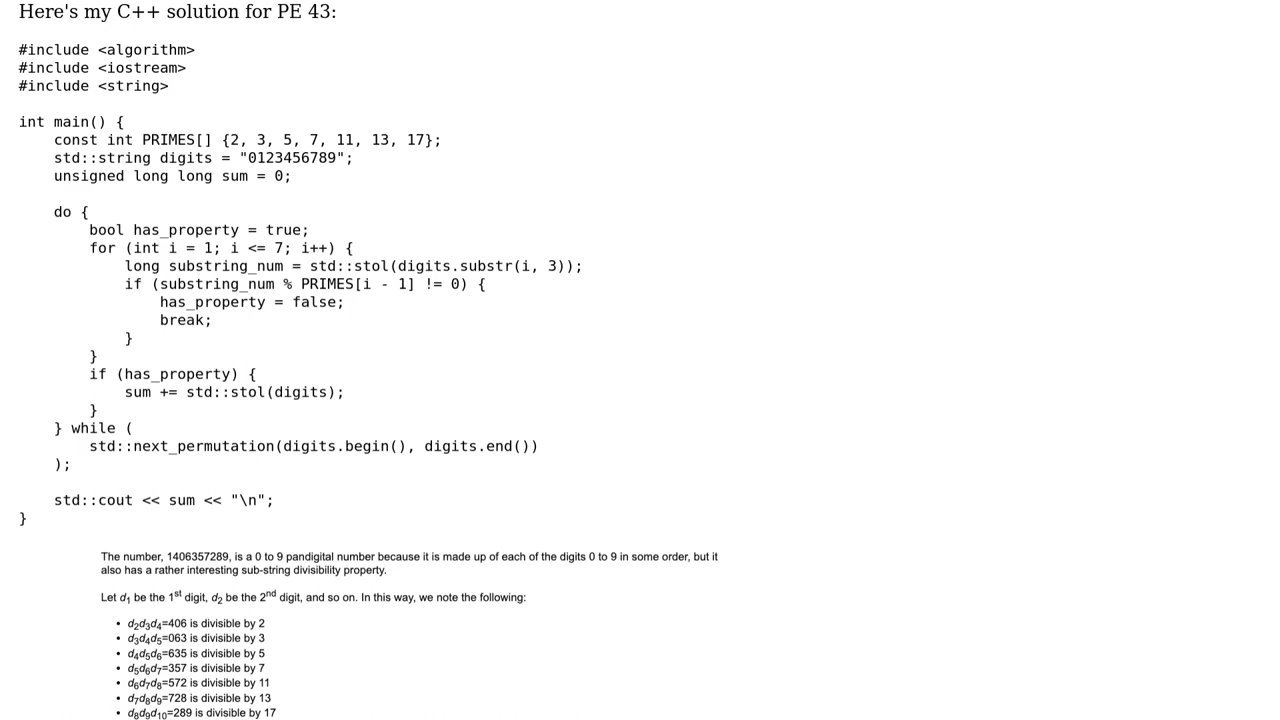 Here's my C++ solution for PE 43:
#include <algorithm>
#include <iostream>
#include <string>
int main() {
    const int PRIMES[] {2, 3, 5, 7, 11, 13, 17};
    std::string digits = "0123456789";
    unsigned long long sum = 0;
    do {
        bool has_property = true;
        for (int i = 1; i <= 7; i++) {
            long substring_num = std::stol(digits.substr(i, 3));
            if (substring_num % PRIMES[i - 1] != 0) {
                has_property = false;
                break;
            }
        }
        if (has_property) {
            sum += std::stol(digits);
        }
    } while (
        std::next_permutation(digits.begin(), digits.end())
    );
    std::cout << sum << "\n";
}
The number, 1406357289, is a 0 to 9 pandigital number because it is made up of each of the digits 0 to 9 in some order, but it
also has a rather interesting sub-string divisibility property.
Let d₁ be the 1ˢᵗ digit, d₂ be the 2ⁿᵈ digit, and so on. In this way, we note the following:
• d₂d₃d₄=406 is divisible by 2
• d₃d₄d₅=063 is divisible by 3
• d₄d₅d₆=635 is divisible by 5
• d₅d₆d₇=357 is divisible by 7
• d₆d₇d₈=572 is divisible by 11
• d₇d₈d₉=728 is divisible by 13
• d₈d₉d₁₀=289 is divisible by 17